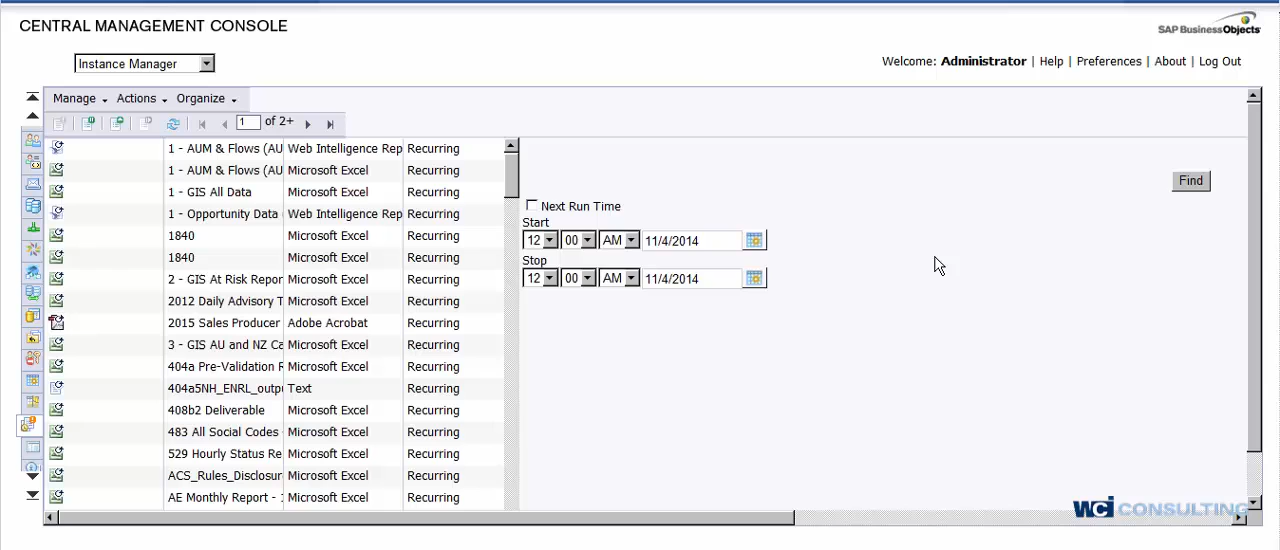 CENTRAL MANAGEMENT CONSOLE
SAP BusinessObjects
Instance Manager
Welcome: Administrator | Help | Preferences | About | Log Out
Manage Actions Organize
1 of 2+
1 - AUM & Flows (AU Web Intelligence Rep Recurring
1 - AUM & Flows (AU Microsoft Excel Recurring
1 - GIS All Data Microsoft Excel Recurring
1 - Opportunity Data Web Intelligence Rep Recurring
1840 Microsoft Excel Recurring
1840 Microsoft Excel Recurring
2 - GIS At Risk Repor Microsoft Excel Recurring
2012 Daily Advisory T Microsoft Excel Recurring
2015 Sales Producer Adobe Acrobat Recurring
3 - GIS AU and NZ Ca Microsoft Excel Recurring
404a Pre-Validation R Microsoft Excel Recurring
404a5NH_ENRL_outpu Text Recurring
408b2 Deliverable Microsoft Excel Recurring
483 All Social Codes Microsoft Excel Recurring
529 Hourly Status Re Microsoft Excel Recurring
ACS_Rules_Disclosur Microsoft Excel Recurring
AE Monthly Report - Microsoft Excel Recurring
Find
Next Run Time
Start
12 00 AM 11/4/2014
Stop
12 00 AM 11/4/2014
WCI CONSULTING